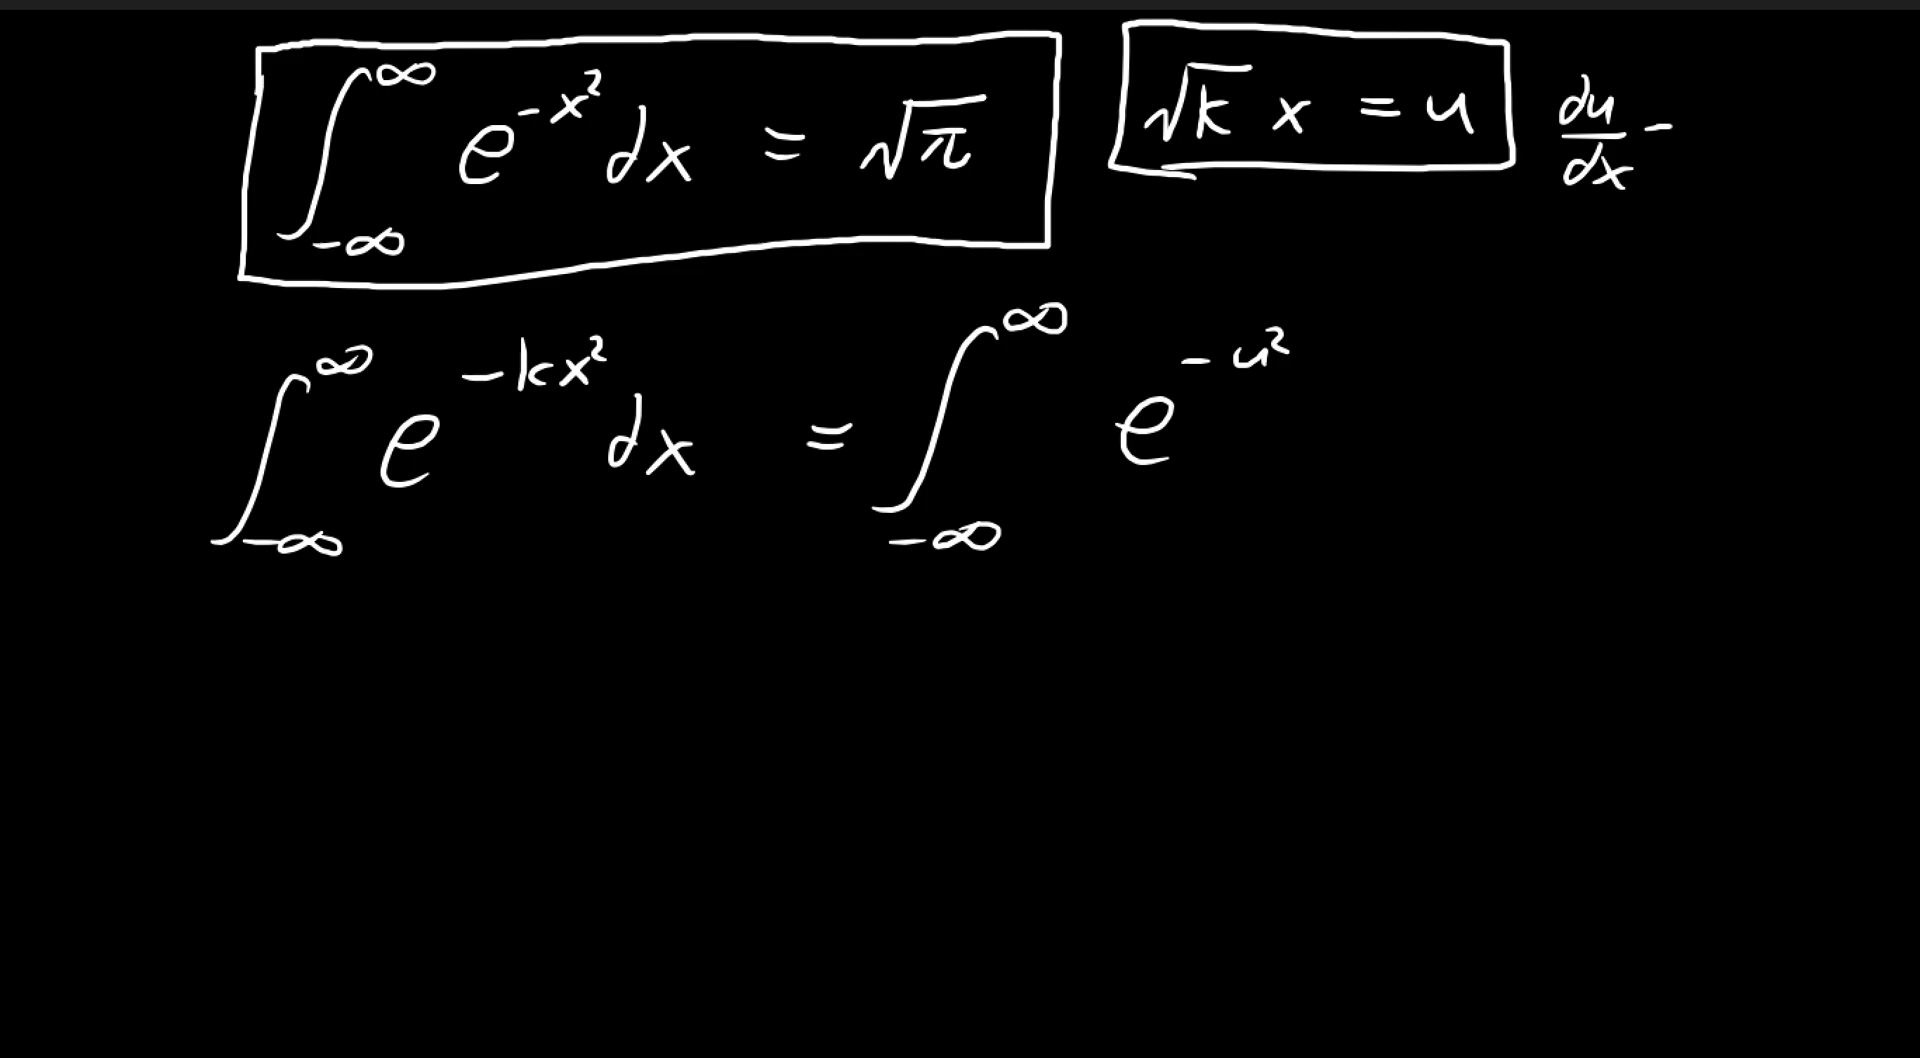 ∫_{-∞}^{∞} e^{-x²} dx = √π   √k x = u   du/dx -
∫_{-∞}^{∞} e^{-kx²} dx = ∫_{-∞}^{∞} e^{-u²}